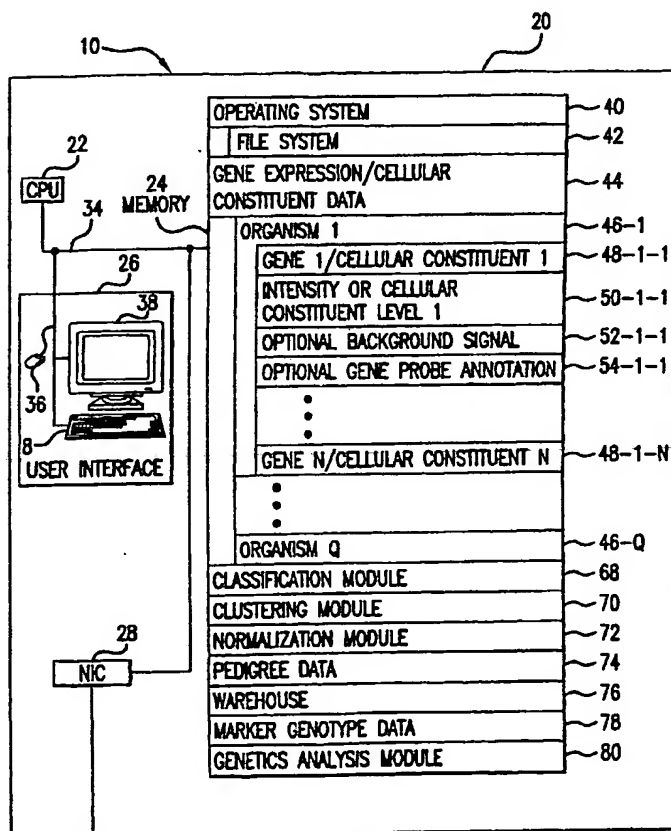 10
20
OPERATING SYSTEM
40
FILE SYSTEM
42
22
CPU
24
MEMORY
34
GENE EXPRESSION/CELLULAR
CONSTITUENT DATA
44
ORGANISM 1
46-1
GENE 1/CELLULAR CONSTITUENT 1
48-1-1
INTENSITY OR CELLULAR
CONSTITUENT LEVEL 1
50-1-1
OPTIONAL BACKGROUND SIGNAL
52-1-1
OPTIONAL GENE PROBE ANNOTATION
54-1-1
26
38
36
8
USER INTERFACE
GENE N/CELLULAR CONSTITUENT N
48-1-N
ORGANISM Q
46-Q
CLASSIFICATION MODULE
68
CLUSTERING MODULE
70
NORMALIZATION MODULE
72
28
NIC
PEDIGREE DATA
74
WAREHOUSE
76
MARKER GENOTYPE DATA
78
GENETICS ANALYSIS MODULE
80